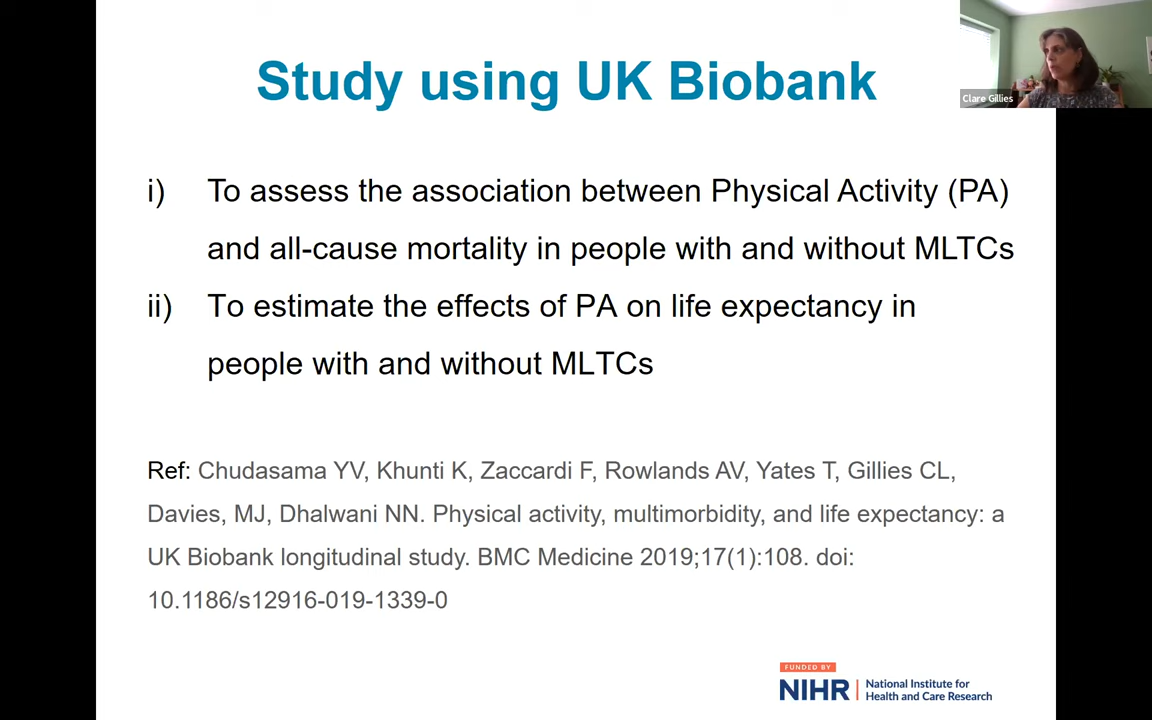 Study using UK Biobank
Clare Gillies
i) To assess the association between Physical Activity (PA)
and all-cause mortality in people with and without MLTCs
ii) To estimate the effects of PA on life expectancy in
people with and without MLTCs
Ref: Chudasama YV, Khunti K, Zaccardi F, Rowlands AV, Yates T, Gillies CL,
Davies, MJ, Dhalwani NN. Physical activity, multimorbidity, and life expectancy: a
UK Biobank longitudinal study. BMC Medicine 2019;17(1):108. doi:
10.1186/s12916-019-1339-0
FUNDED BY
NIHR | National Institute for
Health and Care Research